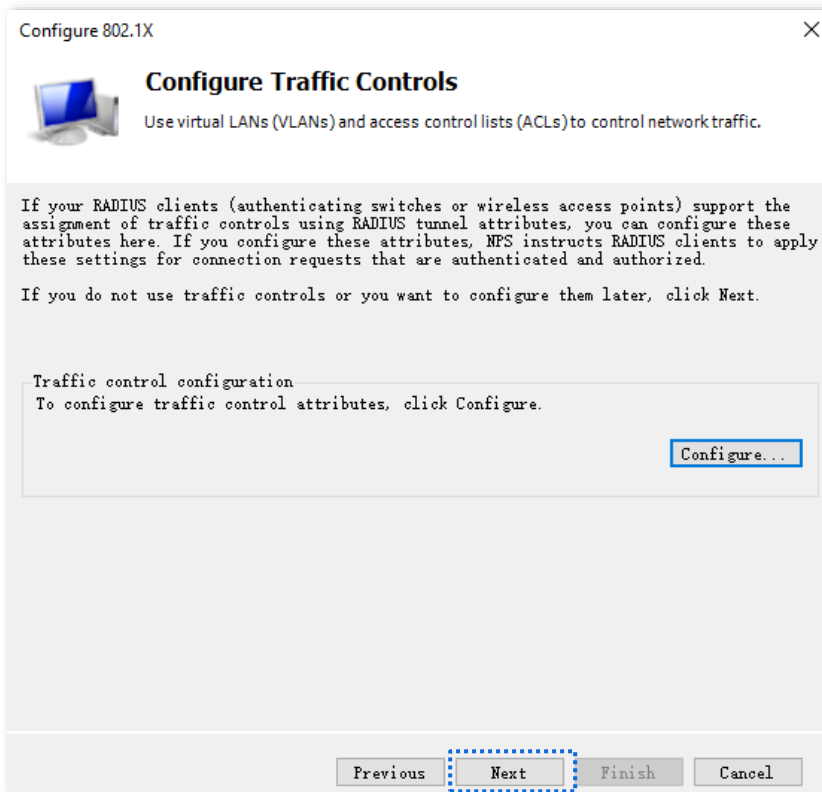 Configure 802.1X
Configure Traffic Controls
Use virtual LANs (VLANs) and access control lists (ACLs) to control network traffic.
If your RADIUS clients (authenticating switches or wireless access points) support the
assignment of traffic controls using RADIUS tunnel attributes, you can configure these
attributes here. If you configure these attributes, NPS instructs RADIUS clients to apply
these settings for connection requests that are authenticated and authorized.
If you do not use traffic controls or you want to configure them later, click Next.
Traffic control configuration
To configure traffic control attributes, click Configure.
Configure...
Previous Next Finish Cancel